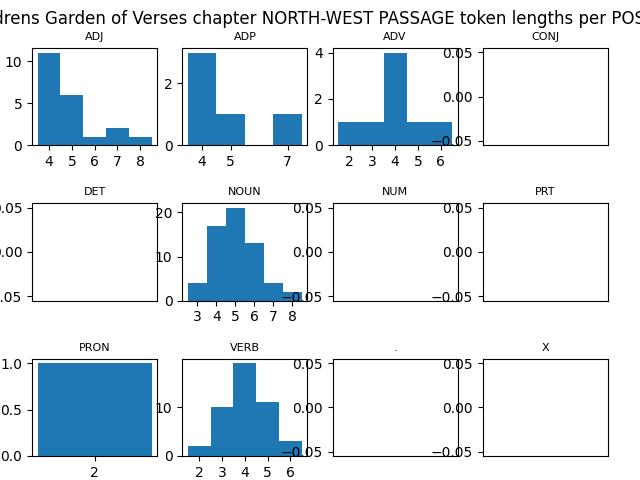 drens Garden of Verses chapter NORTH-WEST PASSAGE token lengths per POS
ADJ ADP ADV CONJ
10 5 0 4 5 6 7 8
2 0 4 5 7
4 2 0 2 3 4 5 6
0.05 0.00 −0.05
DET NOUN NUM PRT
0.05 0.00 0.05
20 10 0 3 4 5 6 7 8
0.05 0.00 −0.05
0.05 0.00 −0.05
PRON VERB . X
1.0 0.5 0.0 2
10 0 2 3 4 5 6
0.05 0.00 −0.05
0.05 0.00 −0.05